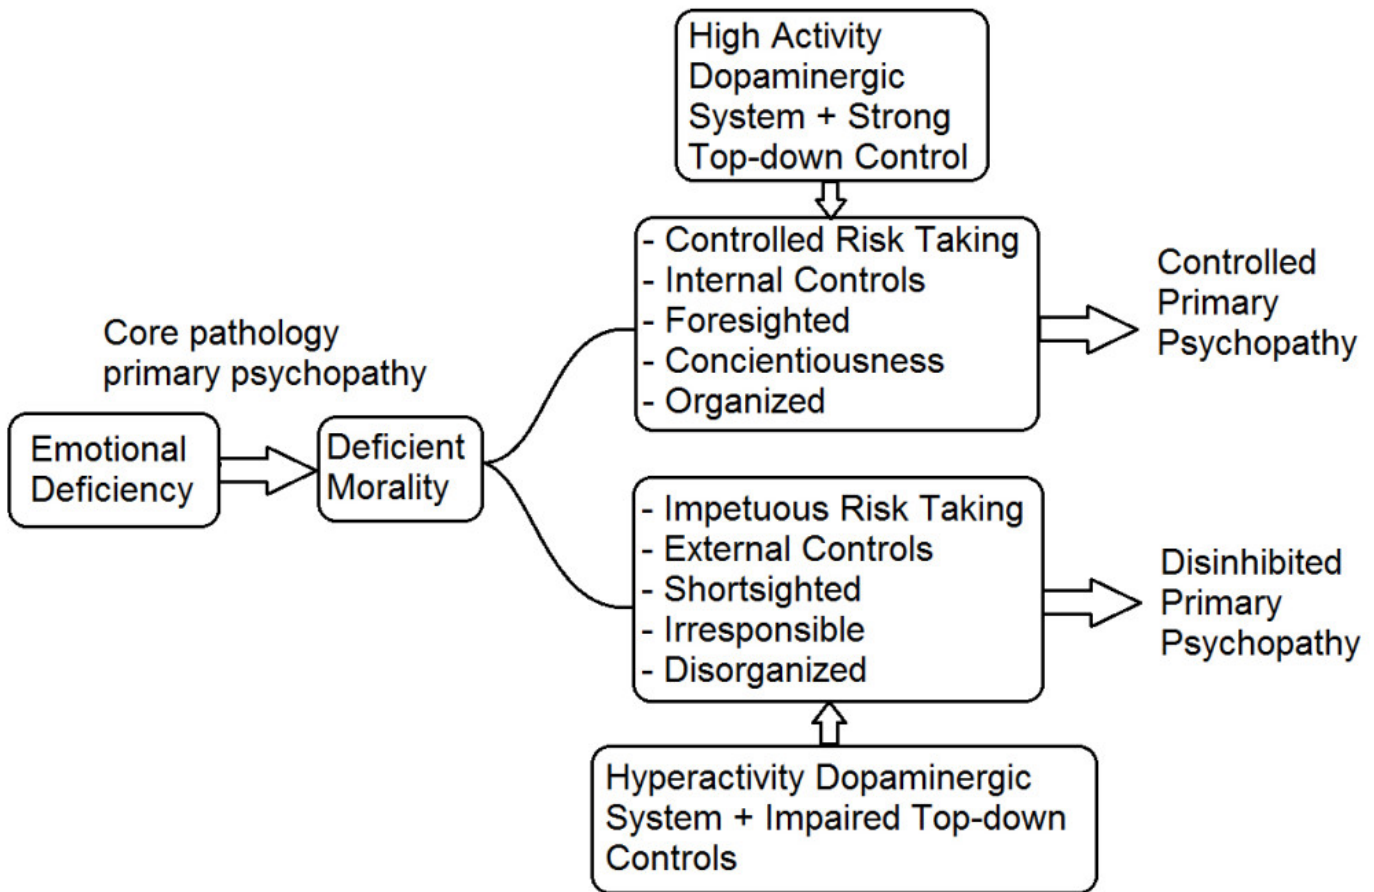 High Activity
Dopaminergic
System + Strong
Top-down Control
- Controlled Risk Taking
- Internal Controls
- Foresighted
- Concientiousness
- Organized
Controlled
Primary
Psychopathy
Core pathology
primary psychopathy
Emotional
Deficiency
Deficient
Morality
- Impetuous Risk Taking
- External Controls
- Shortsighted
- Irresponsible
- Disorganized
Disinhibited
Primary
Psychopathy
Hyperactivity Dopaminergic
System + Impaired Top-down
Controls